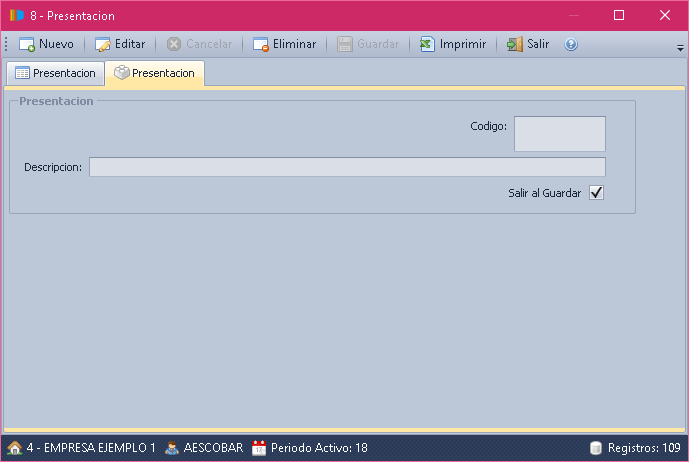 8 - Presentacion
Nuevo Editar Cancelar Eliminar Guardar Imprimir Salir
Presentacion Presentacion
Presentacion
Codigo:
Descripcion:
Salir al Guardar
4 - EMPRESA EJEMPLO 1 AESCOBAR Periodo Activo: 18 Registros: 109